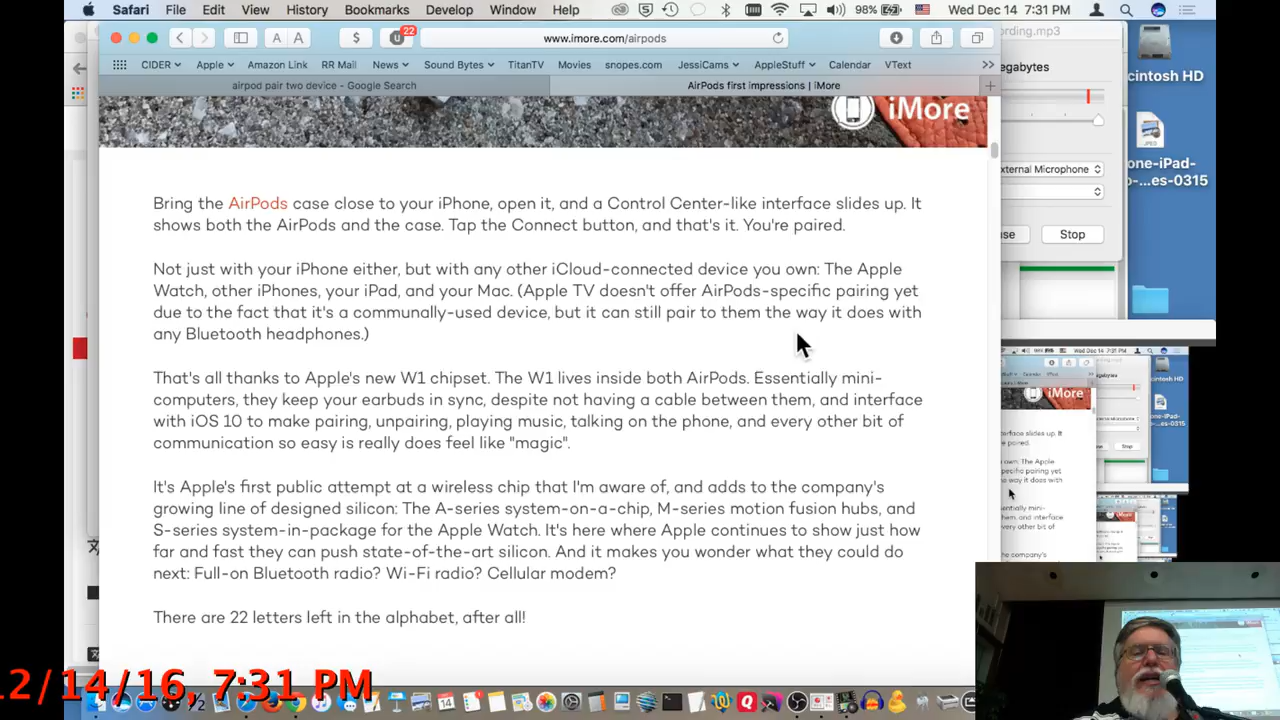 Safari File Edit View History Bookmarks Develop Window Help 98% Wed Dec 14 7:31 PM
22
www.imore.com/airpods
CIDER Apple Amazon Link RR Mail News Sound Bytes TitanTV Movies snopes.com JessiCams AppleStuff Calendar VText
airpod pair two device - Google Search
AirPods first impressions | iMore
iMore
Bring the AirPods case close to your iPhone, open it, and a Control Center-like interface slides up. It
shows both the AirPods and the case. Tap the Connect button, and that's it. You're paired.
Not just with your iPhone either, but with any other iCloud-connected device you own: The Apple
Watch, other iPhones, your iPad, and your Mac. (Apple TV doesn't offer AirPods-specific pairing yet
due to the fact that it's a communally-used device, but it can still pair to them the way it does with
any Bluetooth headphones.)
That's all thanks to Apple's new W1 chipset. The W1 lives inside both AirPods. Essentially mini-
computers, they keep the earbuds in sync, despite not having a cable between them, and interface
with iOS 10 to make pairing, unpairing, playing music, talking on the phone, and every other bit of
communication so easy it really does feel like "magic".
It's Apple's first public attempt at a wireless chip that I'm aware of, and adds to the company's
growing line of designed silicon. Like A-series system-on-a-chip, M-series motion fusion hubs, and
S-series system-in-a-package for the Apple Watch. It's heady stuff. Apple continues to show just how
far and fast they can push state-of-the-art silicon. And it makes you wonder what they could do
next: Full-on Bluetooth radio? Wi-Fi radio? Cellular modem?
There are 22 letters left in the alphabet, after all!
ording.mp3
egabytes
xternal Microphone
Stop
cintosh HD
JPEG
one-iPad-
o-...es-0315
2/14/16, 7:31 PM